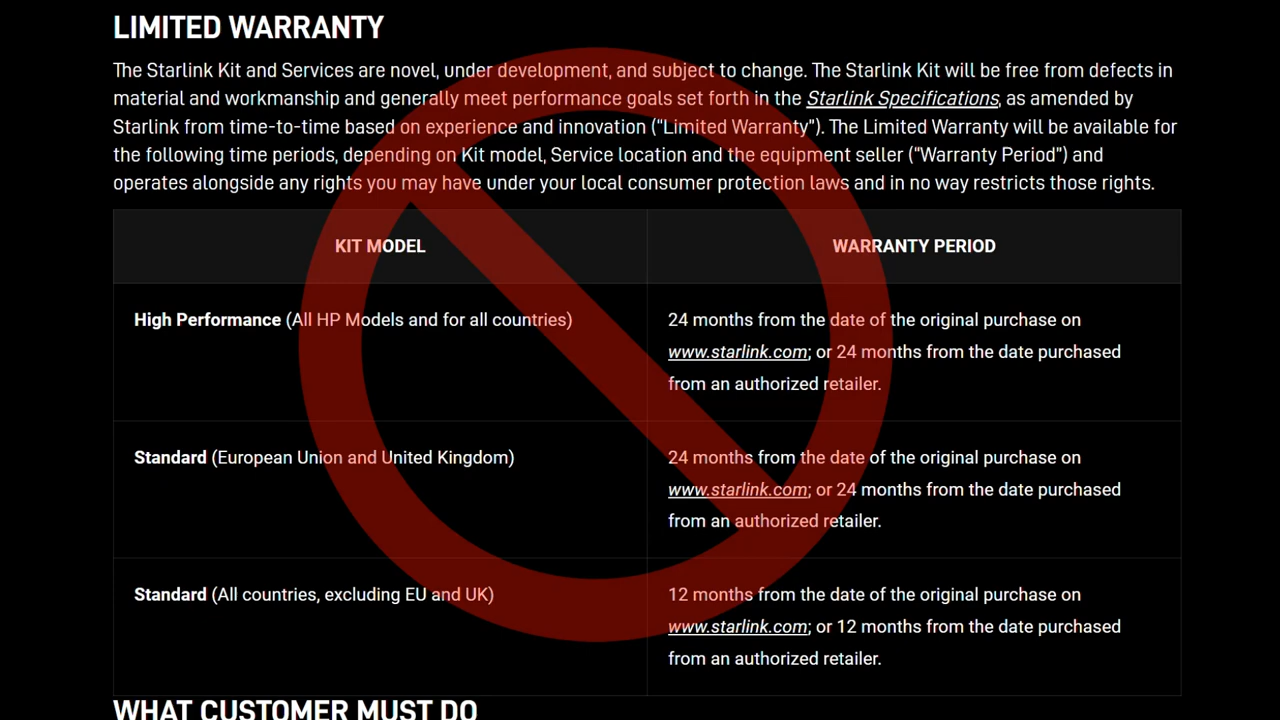 LIMITED WARRANTY
The Starlink Kit and Services are novel, under development, and subject to change. The Starlink Kit will be free from defects in
material and workmanship and generally meet performance goals set forth in the Starlink Specifications, as amended by
Starlink from time-to-time based on experience and innovation (“Limited Warranty”). The Limited Warranty will be available for
the following time periods, depending on Kit model, Service location and the equipment seller (“Warranty Period”) and
operates alongside any rights you may have under your local consumer protection laws and in no way restricts those rights.
KIT MODEL
WARRANTY PERIOD
High Performance (All HP Models and for all countries)
24 months from the date of the original purchase on
www.starlink.com; or 24 months from the date purchased
from an authorized retailer.
Standard (European Union and United Kingdom)
24 months from the date of the original purchase on
www.starlink.com; or 24 months from the date purchased
from an authorized retailer.
Standard (All countries, excluding EU and UK)
12 months from the date of the original purchase on
www.starlink.com; or 12 months from the date purchased
from an authorized retailer.
WHAT CUSTOMER MUST DO